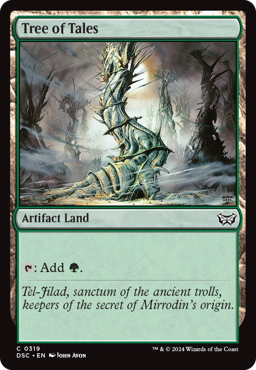 Tree of Tales
Artifact Land
: Add .
Tel-Jilad, sanctum of the ancient trolls,
keepers of the secret of Mirrodin's origin.
C 0319
DSC • EN John Avon
™ & © 2024 Wizards of the Coast